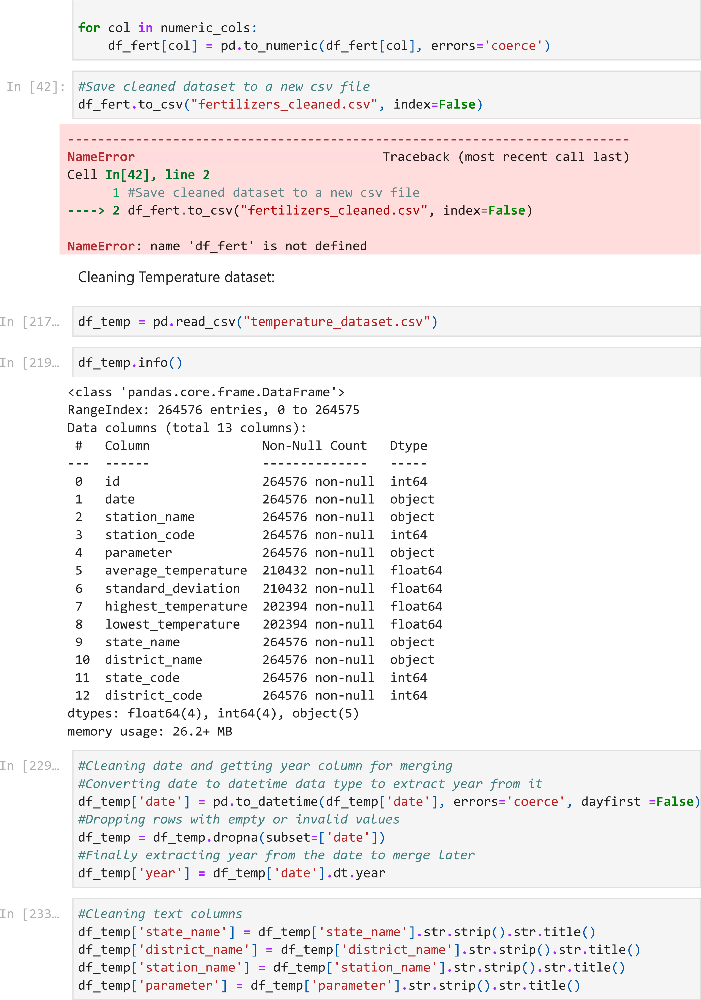 for col in numeric_cols:
    df_fert[col] = pd.to_numeric(df_fert[col], errors='coerce')
In [42]: #Save cleaned dataset to a new csv file
df_fert.to_csv("fertilizers_cleaned.csv", index=False)
---------------------------------------------------------------------------
NameError                                 Traceback (most recent call last)
Cell In[42], line 2
      1 #Save cleaned dataset to a new csv file
----> 2 df_fert.to_csv("fertilizers_cleaned.csv", index=False)
NameError: name 'df_fert' is not defined
Cleaning Temperature dataset:
In [217… df_temp = pd.read_csv("temperature_dataset.csv")
In [219… df_temp.info()
<class 'pandas.core.frame.DataFrame'>
RangeIndex: 264576 entries, 0 to 264575
Data columns (total 13 columns):
 #   Column               Non-Null Count   Dtype
---  ------               --------------   -----
 0   id                   264576 non-null  int64
 1   date                 264576 non-null  object
 2   station_name         264576 non-null  object
 3   station_code         264576 non-null  int64
 4   parameter            264576 non-null  object
 5   average_temperature  210432 non-null  float64
 6   standard_deviation   210432 non-null  float64
 7   highest_temperature  202394 non-null  float64
 8   lowest_temperature   202394 non-null  float64
 9   state_name           264576 non-null  object
 10  district_name        264576 non-null  object
 11  state_code           264576 non-null  int64
 12  district_code        264576 non-null  int64
dtypes: float64(4), int64(4), object(5)
memory usage: 26.2+ MB
In [229… #Cleaning date and getting year column for merging
#Converting date to datetime data type to extract year from it
df_temp['date'] = pd.to_datetime(df_temp['date'], errors='coerce', dayfirst =False)
#Dropping rows with empty or invalid values
df_temp = df_temp.dropna(subset=['date'])
#Finally extracting year from the date to merge later
df_temp['year'] = df_temp['date'].dt.year
In [233… #Cleaning text columns
df_temp['state_name'] = df_temp['state_name'].str.strip().str.title()
df_temp['district_name'] = df_temp['district_name'].str.strip().str.title()
df_temp['station_name'] = df_temp['station_name'].str.strip().str.title()
df_temp['parameter'] = df_temp['parameter'].str.strip().str.title()